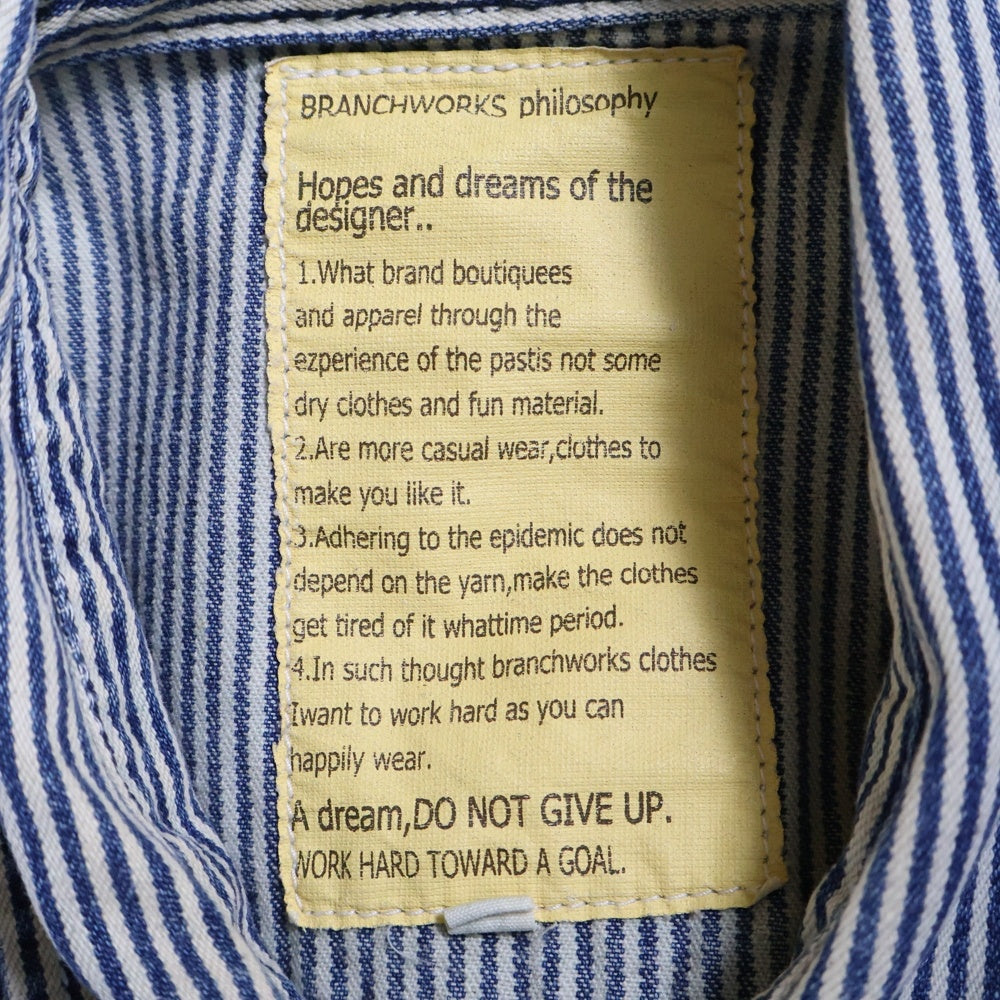 BRANCHWORKS philosophy
Hopes and dreams of the
designer..
1.What brand boutiquees
and apparel through the
ezperience of the pastis not some
dry clothes and fun material.
2.Are more casual wear,clothes to
make you like it.
3.Adhering to the epidemic does not
depend on the yarn,make the clothes
get tired of it whattime period.
4.In such thought branchworks clothes
Iwant to work hard as you can
happily wear.
A dream,DO NOT GIVE UP.
WORK HARD TOWARD A GOAL.